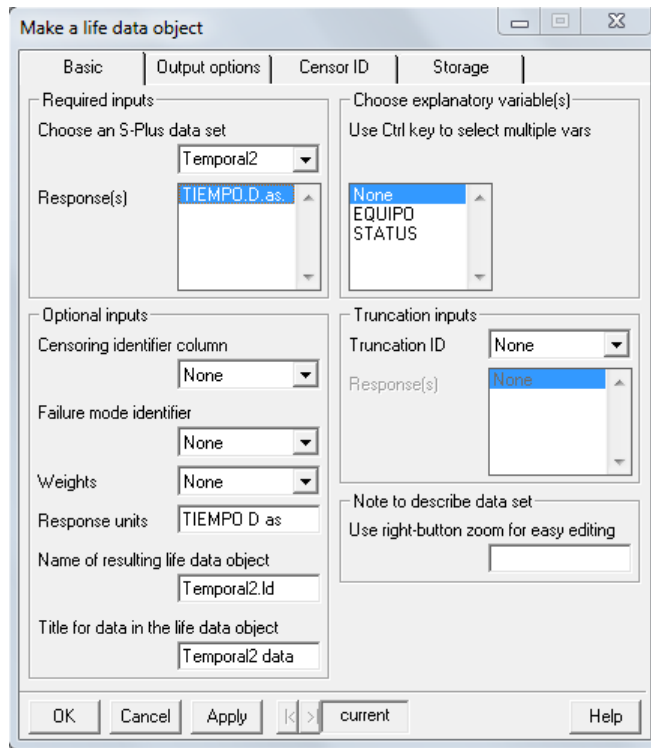 Make a life data object
Basic
Output options
Censor ID
Storage
Required inputs
Choose an S-Plus data set
Temporal2
Response(s)
TIEMPO.D.as.
Choose explanatory variable(s)
Use Ctrl key to select multiple vars
None
EQUIPO
STATUS
Optional inputs
Censoring identifier column
None
Failure mode identifier
None
Weights
None
Response units
TIEMPO D as
Name of resulting life data object
Temporal2.ld
Title for data in the life data object
Temporal2 data
Truncation inputs
Truncation ID
None
Response(s)
None
Note to describe data set
Use right-button zoom for easy editing
OK
Cancel
Apply
current
Help